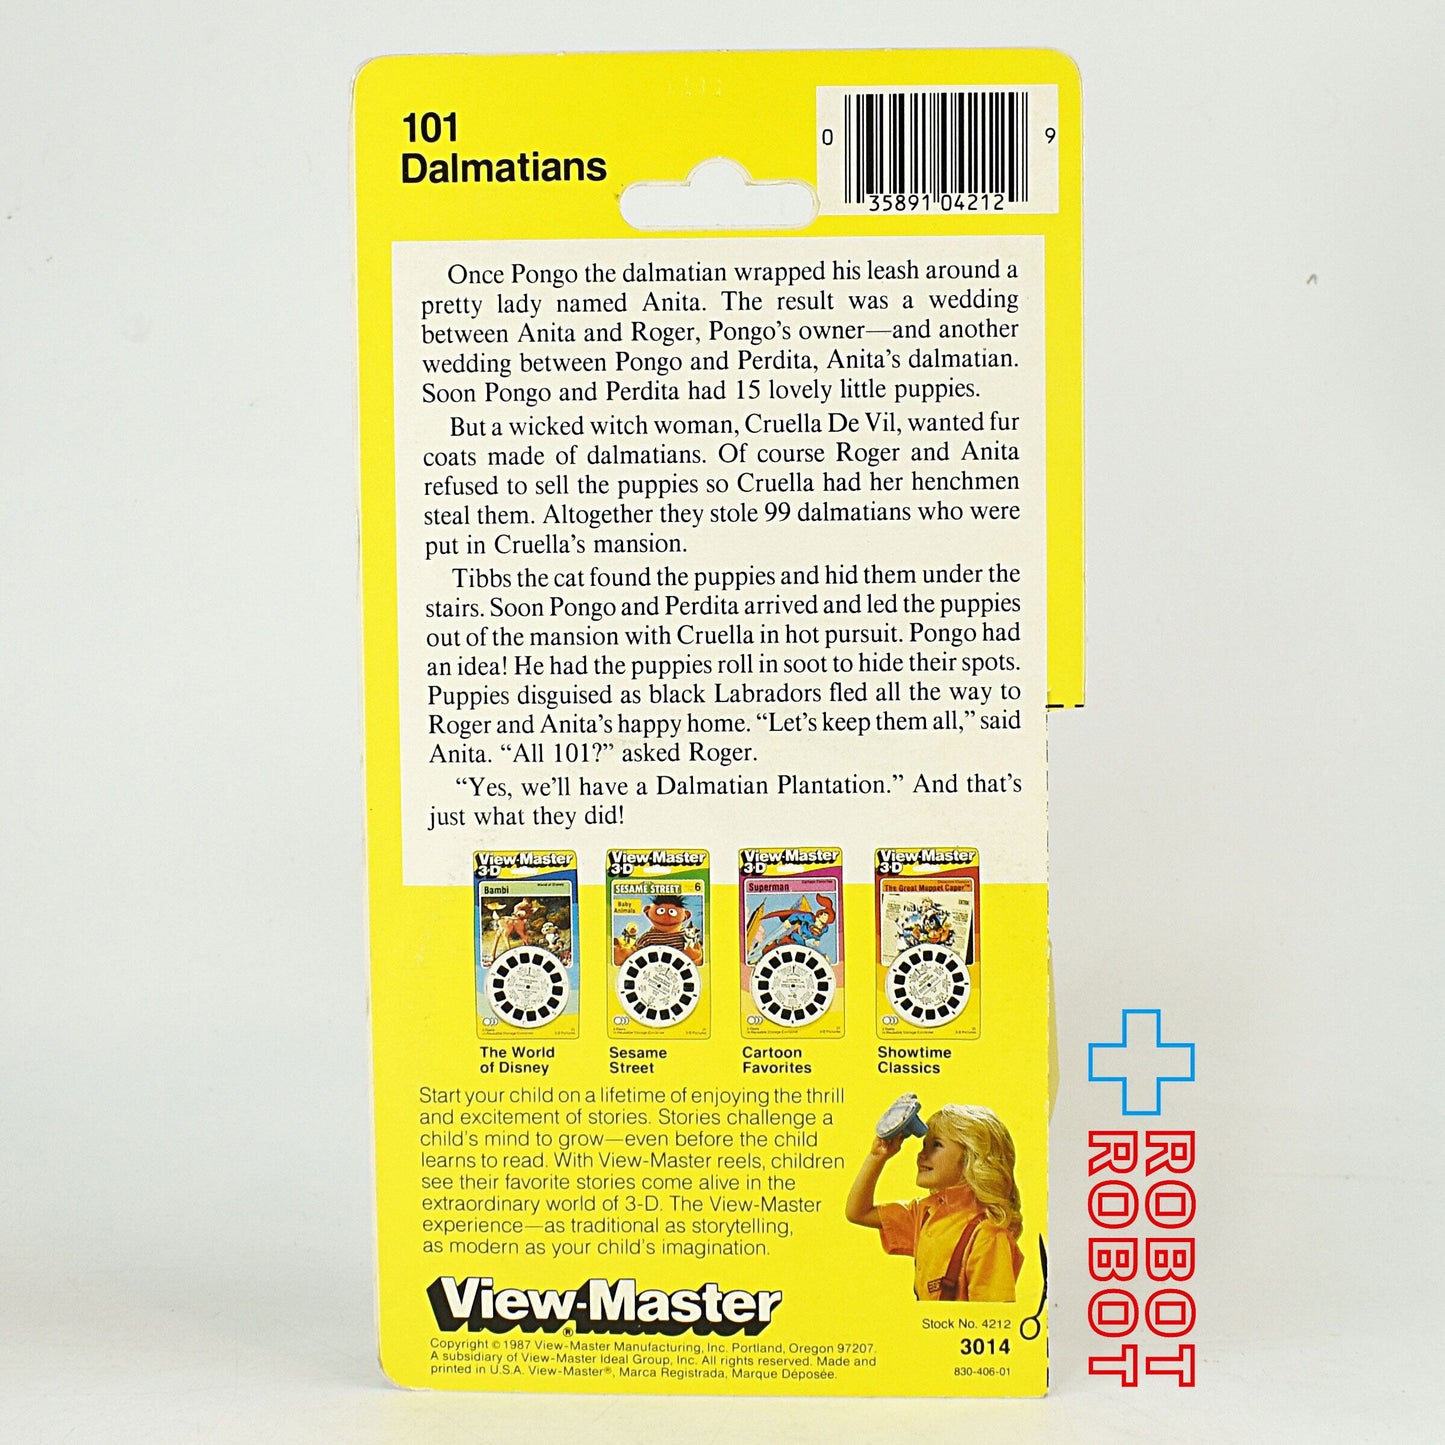 101
Dalmatians
0
9
35891 04212
Once Pongo the dalmatian wrapped his leash around a
pretty lady named Anita. The result was a wedding
between Anita and Roger, Pongo's owner—and another
wedding between Pongo and Perdita, Anita's dalmatian.
Soon Pongo and Perdita had 15 lovely little puppies.
But a wicked witch woman, Cruella De Vil, wanted fur
coats made of dalmatians. Of course Roger and Anita
refused to sell the puppies so Cruella had her henchmen
steal them. Altogether they stole 99 dalmatians who were
put in Cruella's mansion.
Tibbs the cat found the puppies and hid them under the
stairs. Soon Pongo and Perdita arrived and led the puppies
out of the mansion with Cruella in hot pursuit. Pongo had
an idea! He had the puppies roll in soot to hide their spots.
Puppies disguised as black Labradors fled all the way to
Roger and Anita's happy home. “Let's keep them all,” said
Anita. “All 101?” asked Roger.
“Yes, we'll have a Dalmatian Plantation.” And that's
just what they did!
View-Master
3-D
Bambi
World of Disney
View-Master
3-D
SESAME STREET 6
Baby
Animals
View-Master
3-D
Superman
Cartoon Favorites
View-Master
3-D
Showtime Classics
The Great Muppet Caper™
The World
of Disney
Sesame
Street
Cartoon
Favorites
Showtime
Classics
Start your child on a lifetime of enjoying the thrill
and excitement of stories. Stories challenge a
child's mind to grow—even before the child
learns to read. With View-Master reels, children
see their favorite stories come alive in the
extraordinary world of 3-D. The View-Master
experience—as traditional as storytelling,
as modern as your child's imagination.
View-Master
®
Copyright © 1987 View-Master Manufacturing, Inc. Portland, Oregon 97207.
A subsidiary of View-Master Ideal Group, Inc. All rights reserved. Made and
printed in U.S.A. View-Master®, Marca Registrada, Marque Déposée.
Stock No. 4212
3014
830-406-01
ROBOT
ROBOT